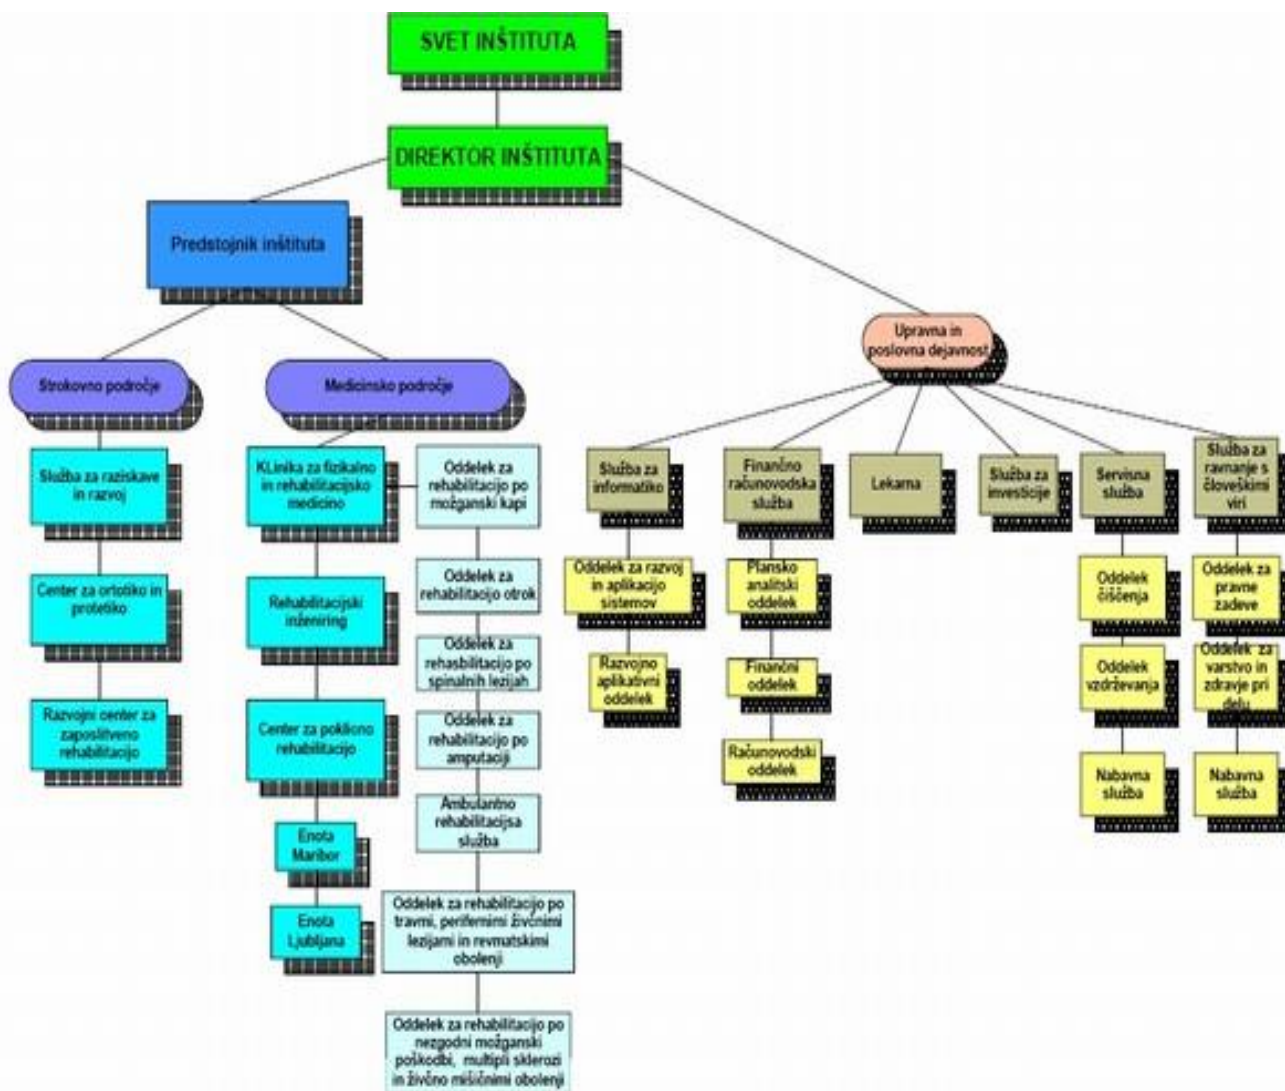 SVET INŠTITUTA
DIREKTOR INŠTITUTA
Predstojnik inštituta
Upravna in
poslovna dejavnost
Strokovno področje
Medicinsko področje
Služba za raziskave
in razvoj
Center za ortotiko in
protetiko
Razvojni center za
zaposlitveno
rehabilitacijo
KLinika za fizikalno
in rehabilitacijsko
medicino
Rehabilitacijski
inženiring
Center za poklicno
rehabilitacijo
Enota
Maribor
Enota
Ljubljana
Oddelek za
rehabilitacijo po
možganski kapi
Oddelek za
rehabilitacijo otrok
Oddelek za
rehasbilitacijo po
spinalnih lezijah
Oddelek za
rehabilitacijo po
amputaciji
Ambulantno
rehabilitacijsa
služba
Oddelek za rehabilitacijo po
travmi, perifernimi živčnimi
lezijami in revmatskimi
obolenji
Oddelek za rehabilitacijo po
nezgodni možganski
poškodbi, multipli sklerozi
in živčno mišičnimi obolenji
Služba za
informatiko
Oddelek za razvoj
in aplikacijo
sistemov
Razvojno
aplikativni
oddelek
Finančno
računovodska
služba
Plansko
analitski
oddelek
Finančni
oddelek
Računovodski
oddelek
Lekarna
Služba za
investicije
Servisna
služba
Oddelek
čiščenja
Oddelek
vzdrževanja
Nabavna
služba
Služba za
ravnanje s
človeškimi
viri
Oddelek za
pravne
zadeve
Oddelek za
varstvo in
zdravje pri
delu
Nabavna
služba